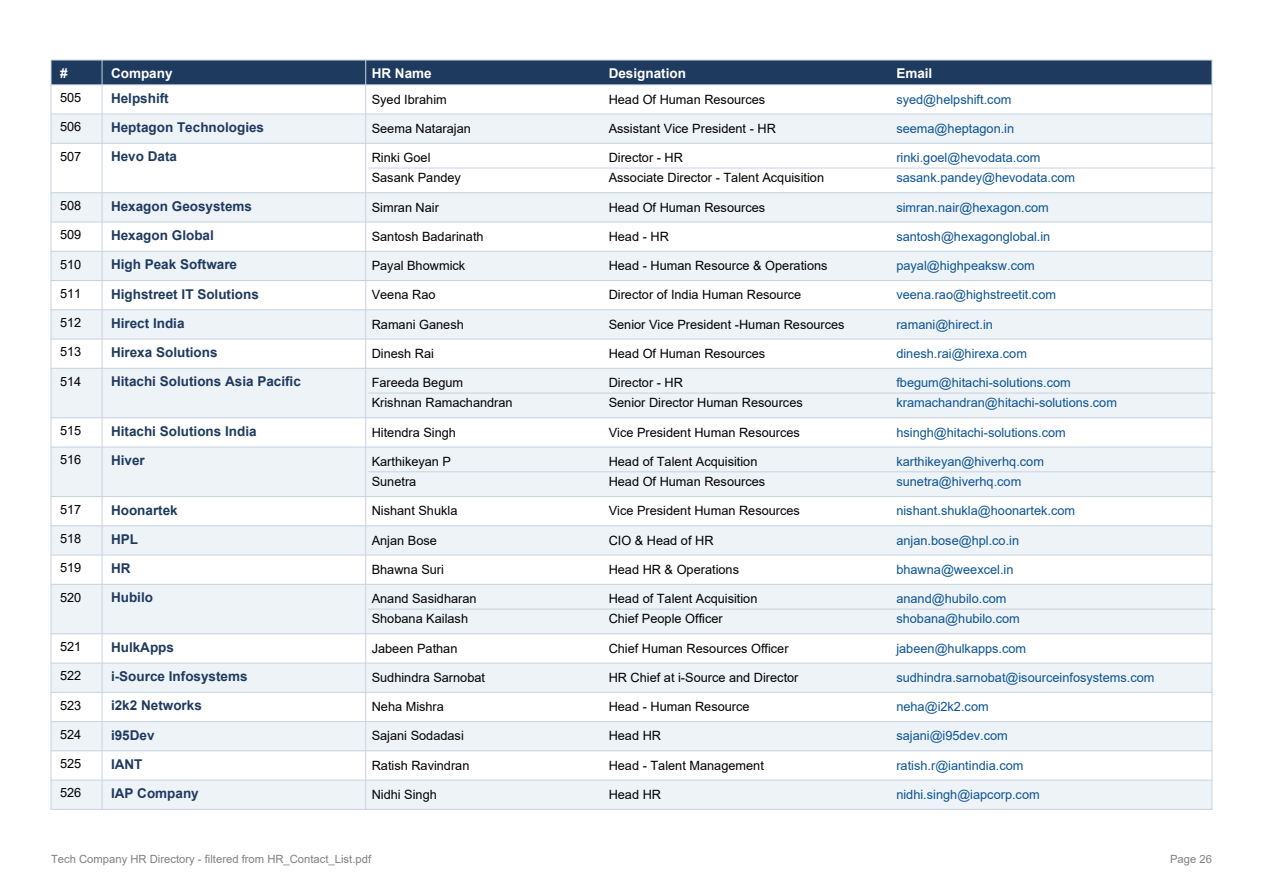 # Company HR Name Designation Email
505 Helpshift Syed Ibrahim Head Of Human Resources syed@helpshift.com
506 Heptagon Technologies Seema Natarajan Assistant Vice President - HR seema@heptagon.in
507 Hevo Data Rinki Goel Director - HR rinki.goel@hevodata.com
Sasank Pandey Associate Director - Talent Acquisition sasank.pandey@hevodata.com
508 Hexagon Geosystems Simran Nair Head Of Human Resources simran.nair@hexagon.com
509 Hexagon Global Santosh Badarinath Head - HR santosh@hexagonglobal.in
510 High Peak Software Payal Bhowmick Head - Human Resource & Operations payal@highpeaksw.com
511 Highstreet IT Solutions Veena Rao Director of India Human Resource veena.rao@highstreetit.com
512 Hirect India Ramani Ganesh Senior Vice President -Human Resources ramani@hirect.in
513 Hirexa Solutions Dinesh Rai Head Of Human Resources dinesh.rai@hirexa.com
514 Hitachi Solutions Asia Pacific Fareeda Begum Director - HR fbegum@hitachi-solutions.com
Krishnan Ramachandran Senior Director Human Resources kramachandran@hitachi-solutions.com
515 Hitachi Solutions India Hitendra Singh Vice President Human Resources hsingh@hitachi-solutions.com
516 Hiver Karthikeyan P Head of Talent Acquisition karthikeyan@hiverhq.com
Sunetra Head Of Human Resources sunetra@hiverhq.com
517 Hoonartek Nishant Shukla Vice President Human Resources nishant.shukla@hoonartek.com
518 HPL Anjan Bose CIO & Head of HR anjan.bose@hpl.co.in
519 HR Bhawna Suri Head HR & Operations bhawna@weexcel.in
520 Hubilo Anand Sasidharan Head of Talent Acquisition anand@hubilo.com
Shobana Kailash Chief People Officer shobana@hubilo.com
521 HulkApps Jabeen Pathan Chief Human Resources Officer jabeen@hulkapps.com
522 i-Source Infosystems Sudhindra Sarnobat HR Chief at i-Source and Director sudhindra.sarnobat@isourceinfosystems.com
523 i2k2 Networks Neha Mishra Head - Human Resource neha@i2k2.com
524 i95Dev Sajani Sodadasi Head HR sajani@i95dev.com
525 IANT Ratish Ravindran Head - Talent Management ratish.r@iantindia.com
526 IAP Company Nidhi Singh Head HR nidhi.singh@iapcorp.com
Tech Company HR Directory - filtered from HR_Contact_List.pdf Page 26